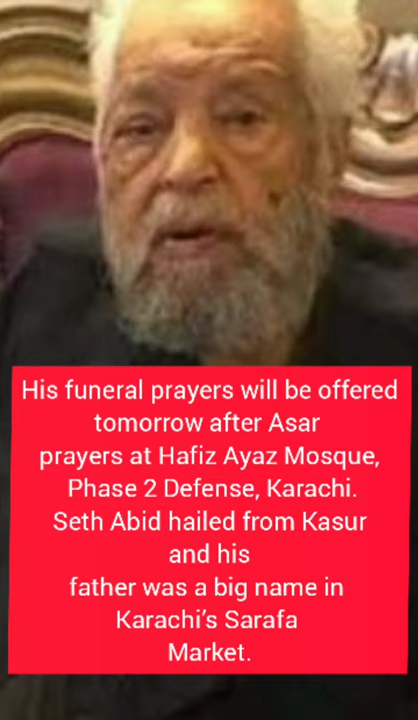 His funeral prayers will be offered
tomorrow after Asar
prayers at Hafiz Ayaz Mosque,
Phase 2 Defense, Karachi.
Seth Abid hailed from Kasur
and his
father was a big name in
Karachi’s Sarafa
Market.